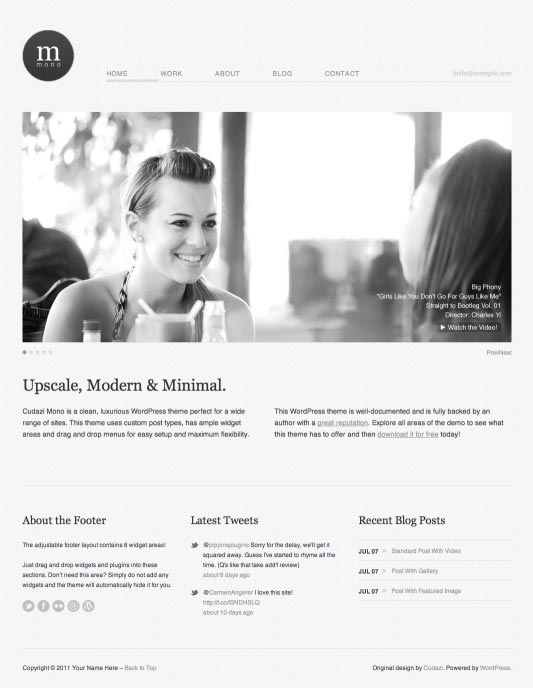 m
mono
HOME WORK ABOUT BLOG CONTACT hello@example.com
Big Phony
"Girls Like You Don't Go For Guys Like Me"
Straight to Bootleg Vol. 01
Director: Charles Yi
▶ Watch the Video!
PrevNext
Upscale, Modern & Minimal.
Cudazi Mono is a clean, luxurious WordPress theme perfect for a wide
range of sites. This theme uses custom post types, has ample widget
areas and drag and drop menus for easy setup and maximum flexibility.
This WordPress theme is well-documented and is fully backed by an
author with a great reputation. Explore all areas of the demo to see what
this theme has to offer and then download it for free today!
About the Footer
The adjustable footer layout contains 8 widget areas!
Just drag and drop widgets and plugins into these
sections. Don't need this area? Simply do not add any
widgets and the theme will automatically hide it for you.
Latest Tweets
@pippinsplugins Sorry for the delay, we'll get it
squared away. Guess I've started to rhyme all the
time. (Q's like that take add'l review)
about 6 days ago
@CarmenAngerer I love this site!
about 10 days ago
Recent Blog Posts
JUL 07 » Standard Post With Video
JUL 07 » Post With Gallery
JUL 07 » Post With Featured Image
Copyright © 2011 Your Name Here – Back to Top
Original design by Cudazi. Powered by WordPress.